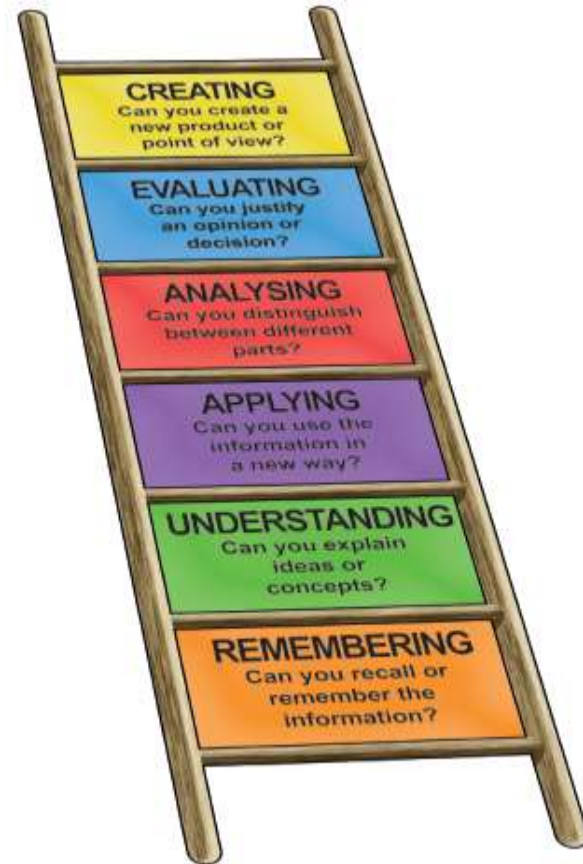 CREATING
Can you create a
new product or
point of view?
EVALUATING
Can you justify
an opinion or
decision?
ANALYSING
Can you distinguish
between different
parts?
APPLYING
Can you use the
information in
a new way?
UNDERSTANDING
Can you explain
ideas or
concepts?
REMEMBERING
Can you recall or
remember the
information?